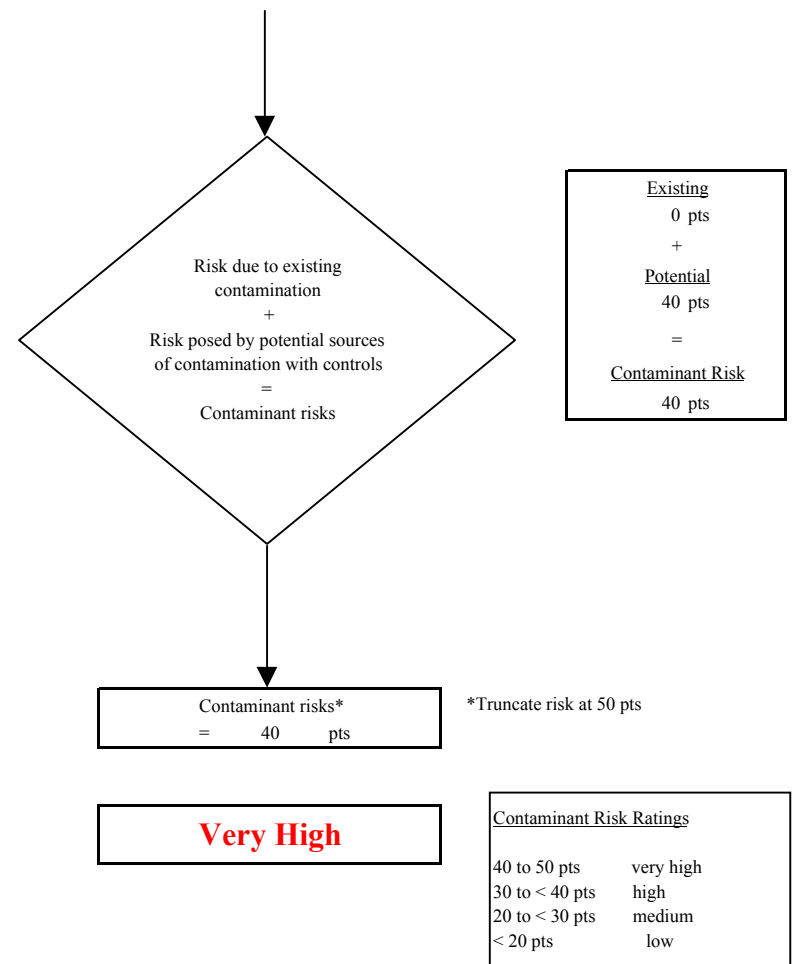 Risk due to existing
contamination
+
Risk posed by potential sources
of contamination with controls
=
Contaminant risks
Existing
0 pts
+
Potential
40 pts
=
Contaminant Risk
40 pts
Contaminant risks*
= 40 pts
*Truncate risk at 50 pts
Very High
Contaminant Risk Ratings
40 to 50 pts very high
30 to < 40 pts high
20 to < 30 pts medium
< 20 pts low